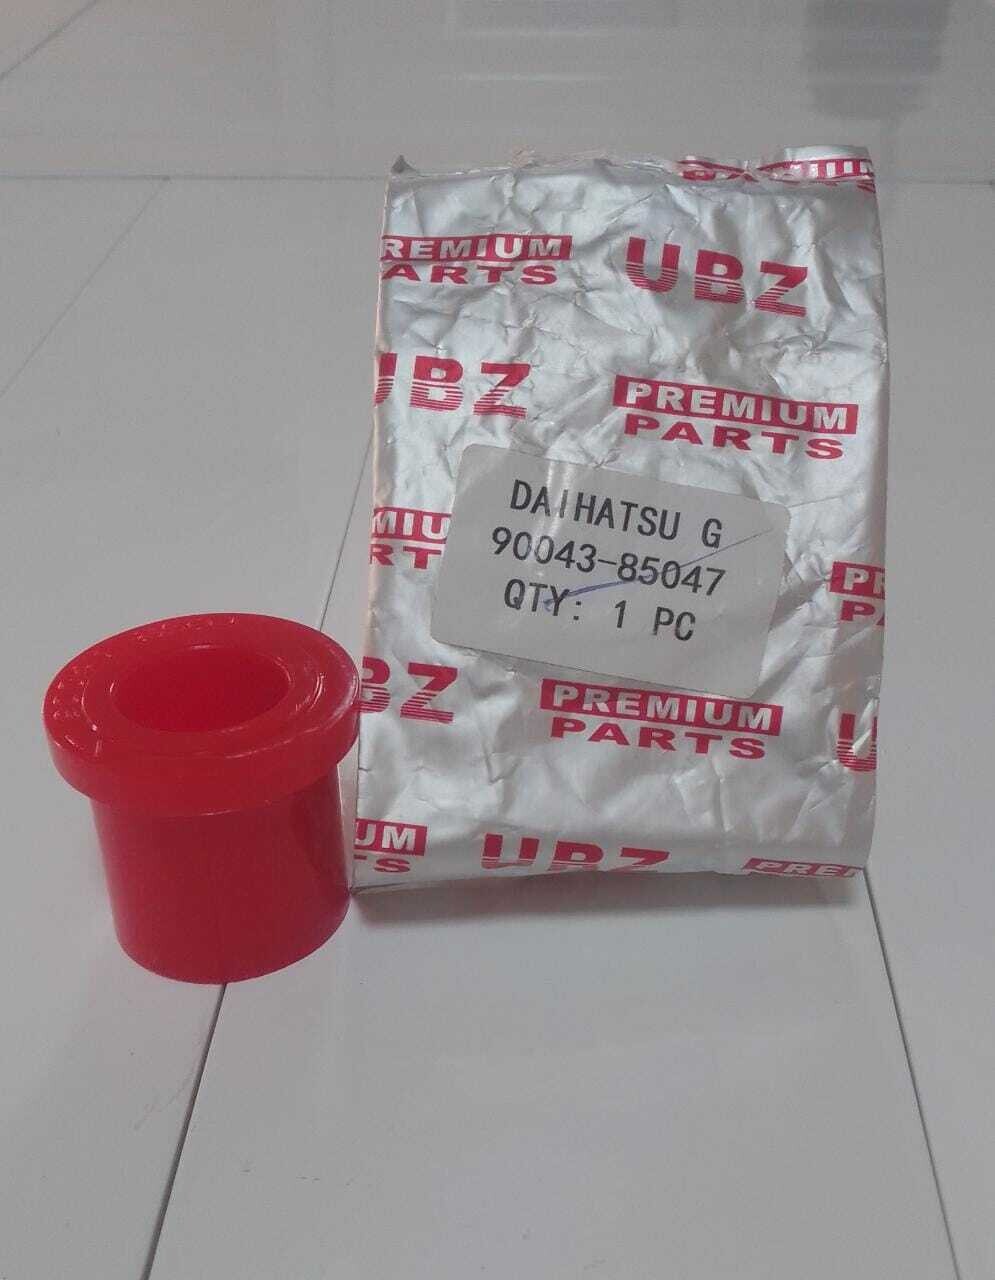 PREMIUM
PARTS
UBZ
UBZ
PREMIUM
PARTS
DAIHATSU G
90043-85047
QTY: 1 PC
PREMIUM
PARTS
UBZ